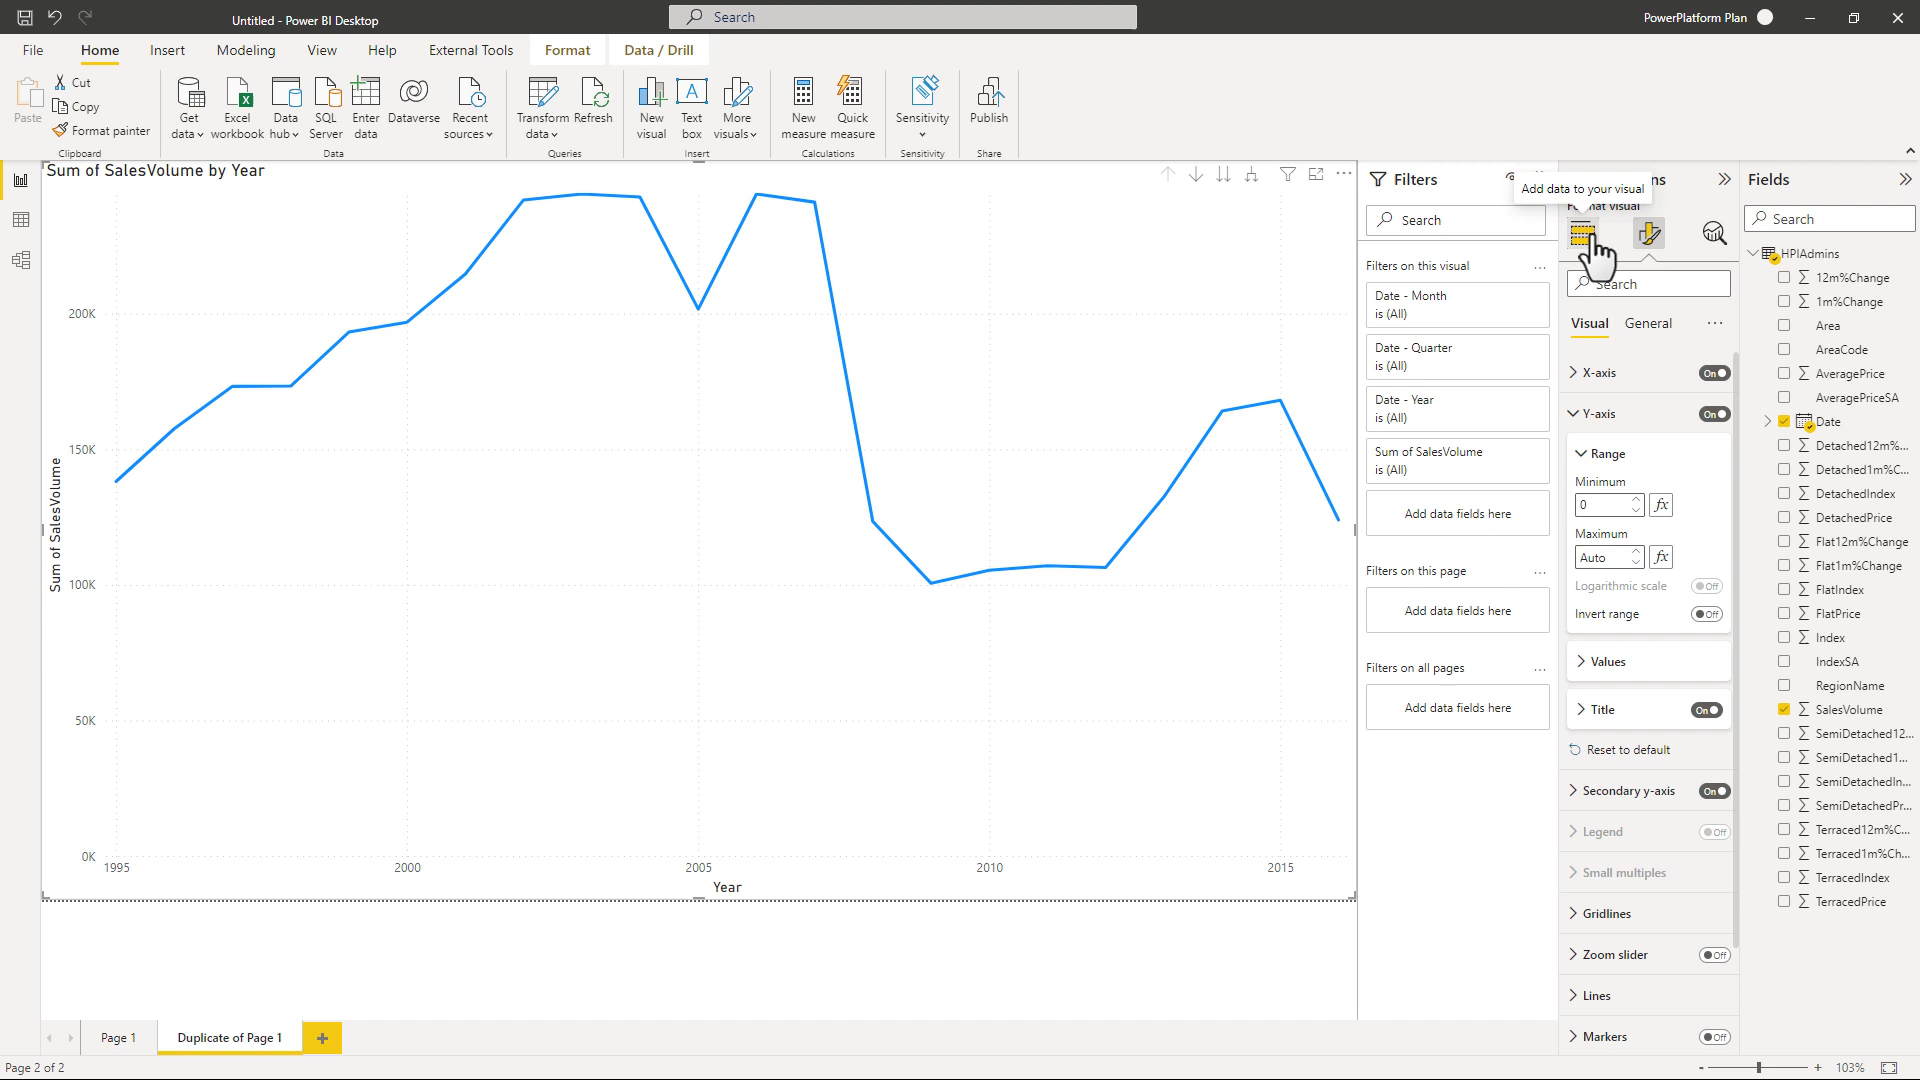 Untitled - Power BI Desktop
Search
PowerPlatform Plan
File
Home
Insert
Modeling
View
Help
External Tools
Format
Data / Drill
Paste
Cut
Copy
Format painter
Clipboard
Get data
Excel workbook
Data hub
SQL Server
Enter data
Dataverse
Recent sources
Data
Transform data
Refresh
Queries
New visual
Text box
More visuals
Insert
New measure
Quick measure
Calculations
Sensitivity
Sensitivity
Publish
Share
Sum of SalesVolume by Year
Sum of SalesVolume
200K
150K
100K
50K
0K
1995
2000
2005
2010
2015
Year
Filters
Search
Filters on this visual
Date - Month
is (All)
Date - Quarter
is (All)
Date - Year
is (All)
Sum of SalesVolume
is (All)
Add data fields here
Filters on this page
Add data fields here
Filters on all pages
Add data fields here
Add data to your visual
Search
Visual
General
X-axis
On
Y-axis
On
Range
Minimum
0
fx
Maximum
Auto
fx
Logarithmic scale
Off
Invert range
Off
Values
Title
On
Reset to default
Secondary y-axis
On
Legend
Off
Small multiples
Gridlines
Zoom slider
Off
Lines
Markers
Off
Fields
Search
HPIAdmins
12m%Change
1m%Change
Area
AreaCode
AveragePrice
AveragePriceSA
Date
Detached12m%...
Detached1m%C...
DetachedIndex
DetachedPrice
Flat12m%Change
Flat1m%Change
FlatIndex
FlatPrice
Index
IndexSA
RegionName
SalesVolume
SemiDetached12...
SemiDetached1...
SemiDetachedIn...
SemiDetachedPr...
Terraced12m%C...
Terraced1m%Ch...
TerracedIndex
TerracedPrice
Page 1
Duplicate of Page 1
Page 2 of 2
103%